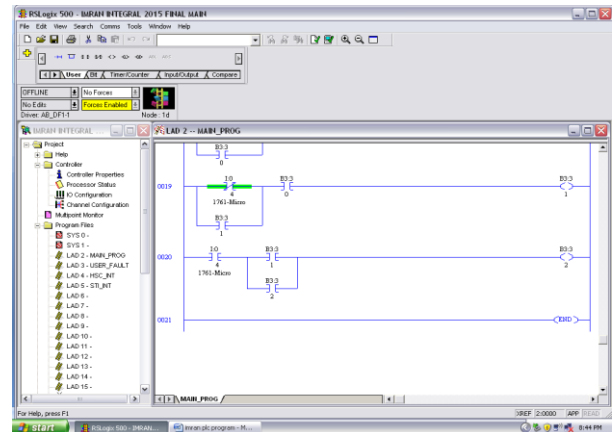 RSLogix 500 - IMRAN INTEGRAL 2015 FINAL MAIN
File Edit View Search Comms Tools Window Help
User Bit Timer/Counter Input/Output Compare
OFFLINE No Forces
No Edits Forces Enabled
Driver: AB_DF1-1 Node: 1d
IMRAN INTEGRAL ...
Project
Help
Controller
Controller Properties
Processor Status
IO Configuration
Channel Configuration
Multipoint Monitor
Program Files
SYS 0 -
SYS 1 -
LAD 2 - MAIN_PROG
LAD 3 - USER_FAULT
LAD 4 - HSC_INT
LAD 5 - STI_INT
LAD 6 -
LAD 7 -
LAD 8 -
LAD 9 -
LAD 10 -
LAD 11 -
LAD 12 -
LAD 13 -
LAD 14 -
LAD 15 -
LAD 2 -- MAIN_PROG
B3:3
0
0019
I:0 B3:3 B3:3
4 0 1
1761-Micro
B3:3
1
0020
I:0 B3:3 B3:3
4 1 2
1761-Micro
B3:3
2
0021
END
MAIN_PROG
For Help, press F1
XREF 2:0000 APP READ
start
RSLogix 500 - IMRAN...
imran plc program - M...
8:44 PM